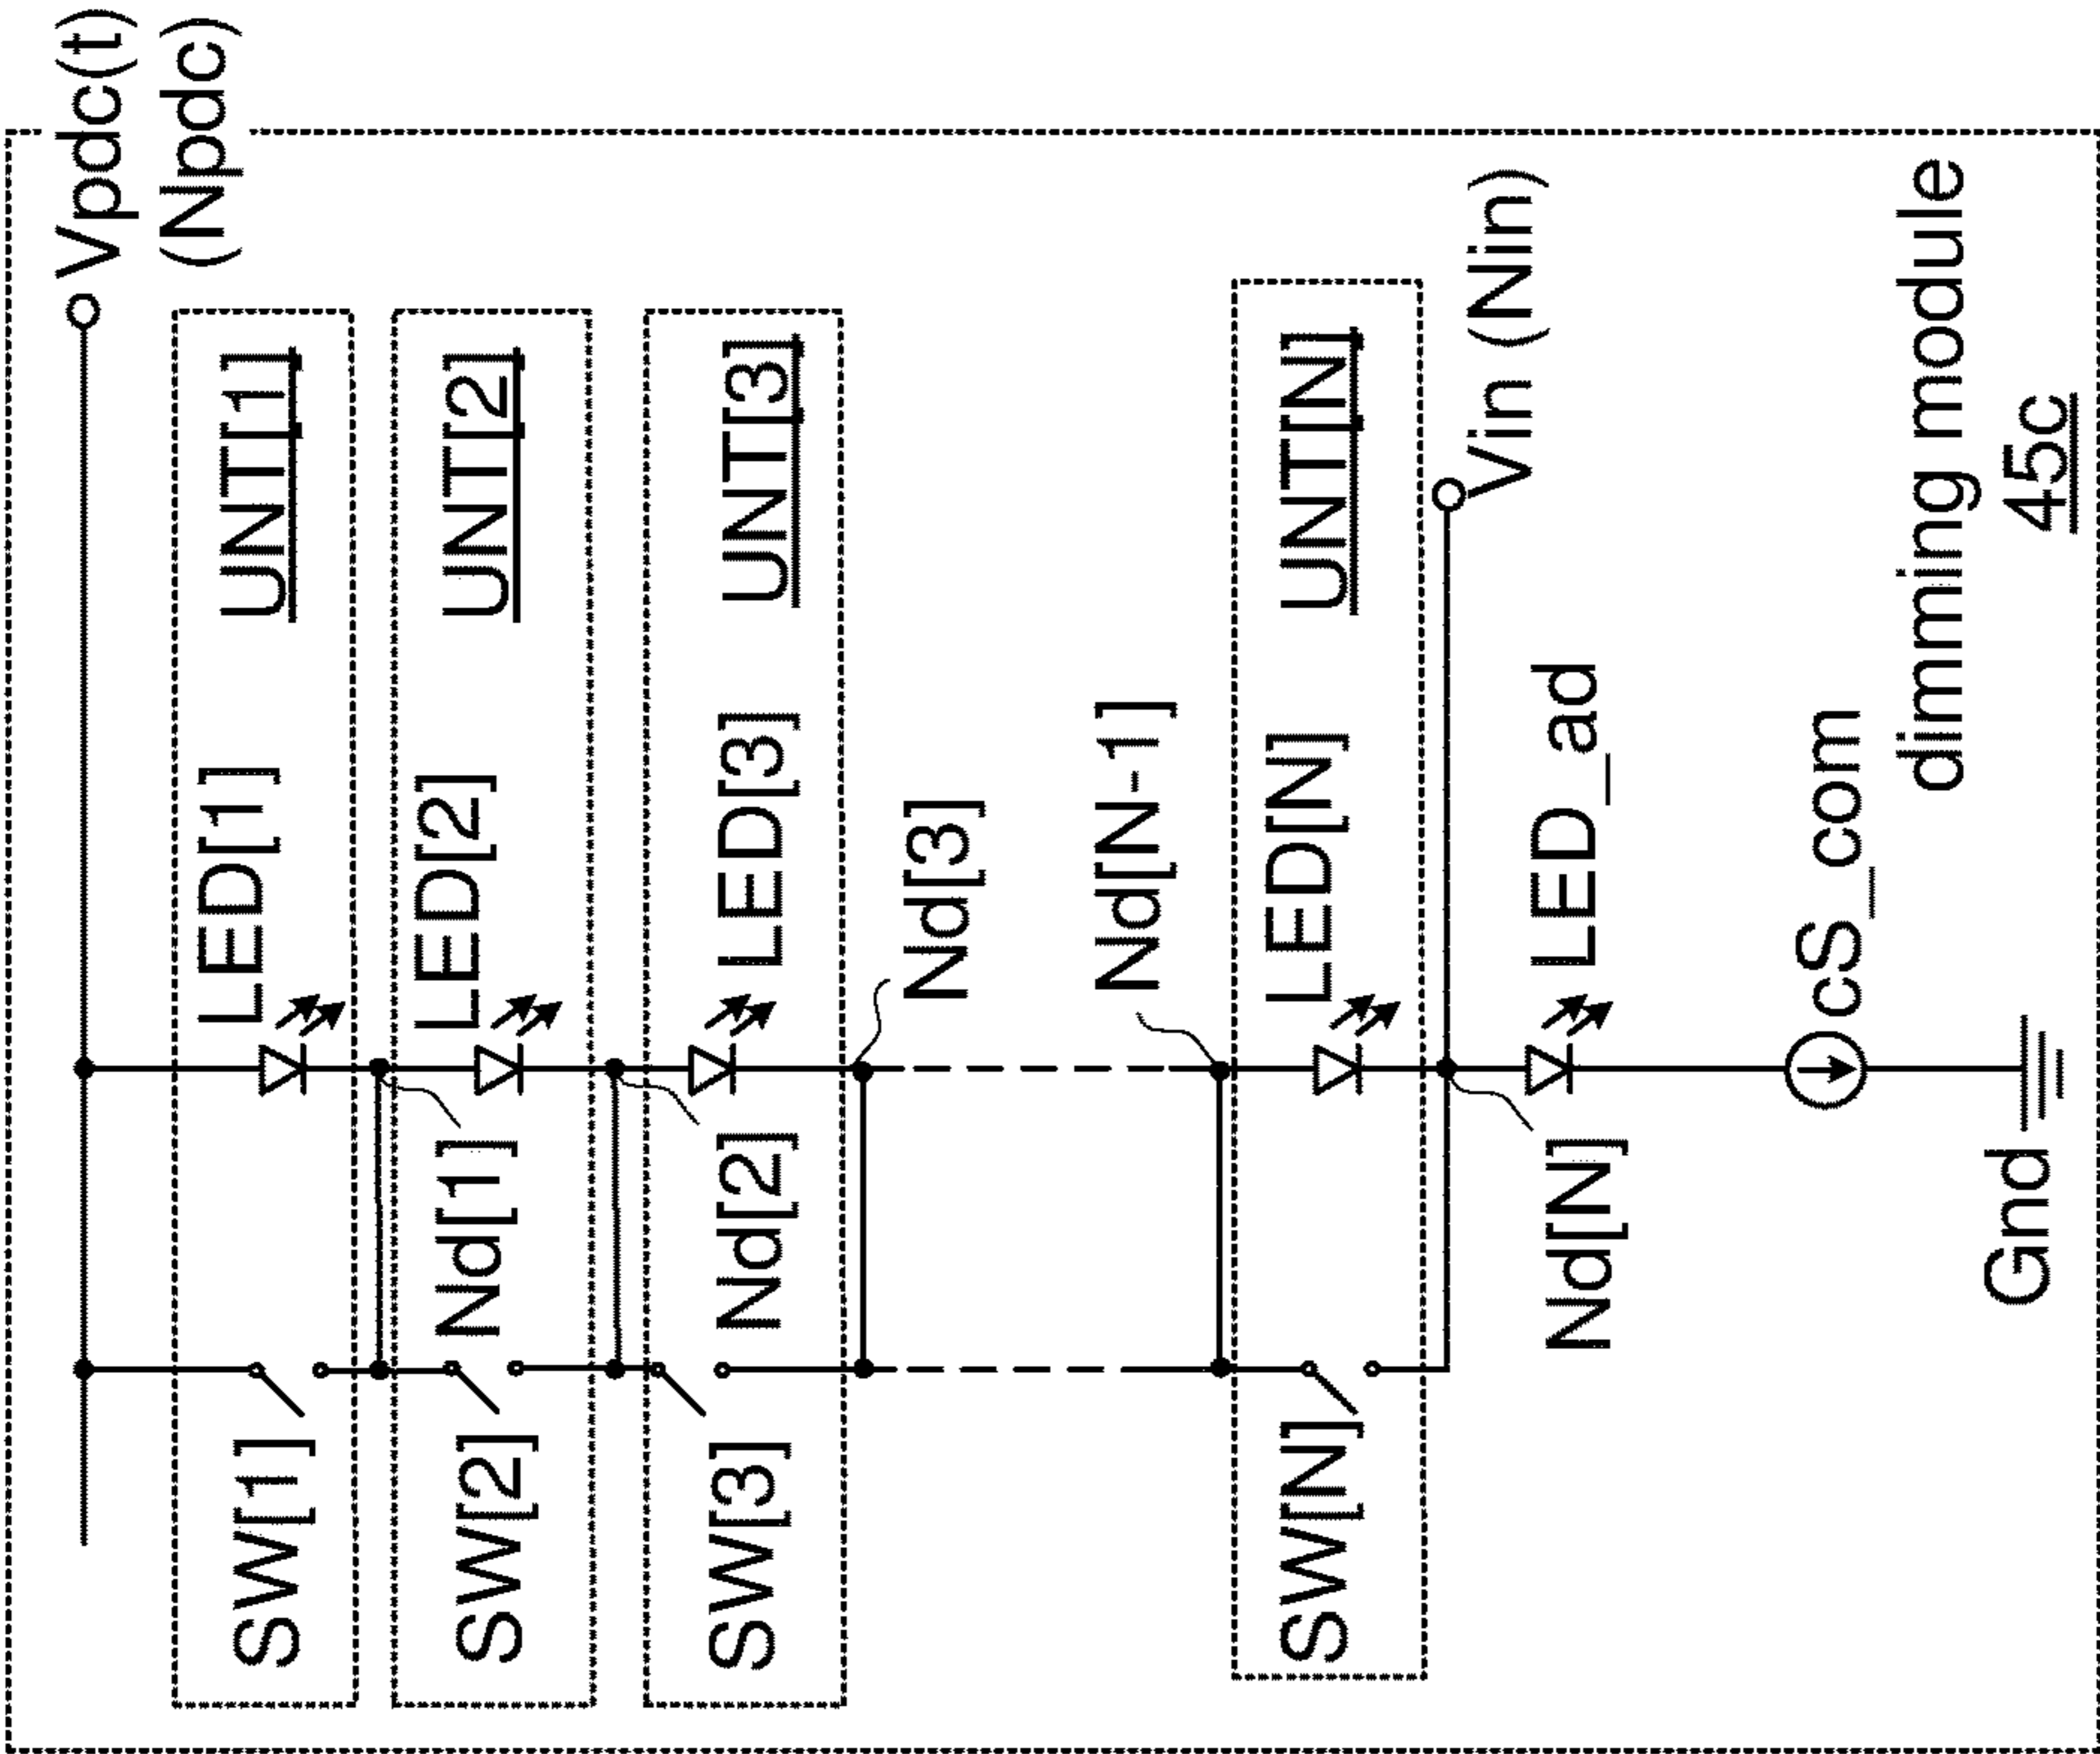 Vpdc(t)
(Npdc)
SW[1]
LED[1]
UNT[1]
Nd[1]
SW[2]
LED[2]
UNT[2]
Nd[2]
SW[3]
LED[3]
UNT[3]
Nd[3]
Nd[N-1]
SW[N]
LED[N]
UNT[N]
Vin (Nin)
Nd[N]
LED_ad
cS_com
Gnd
dimming module
45c